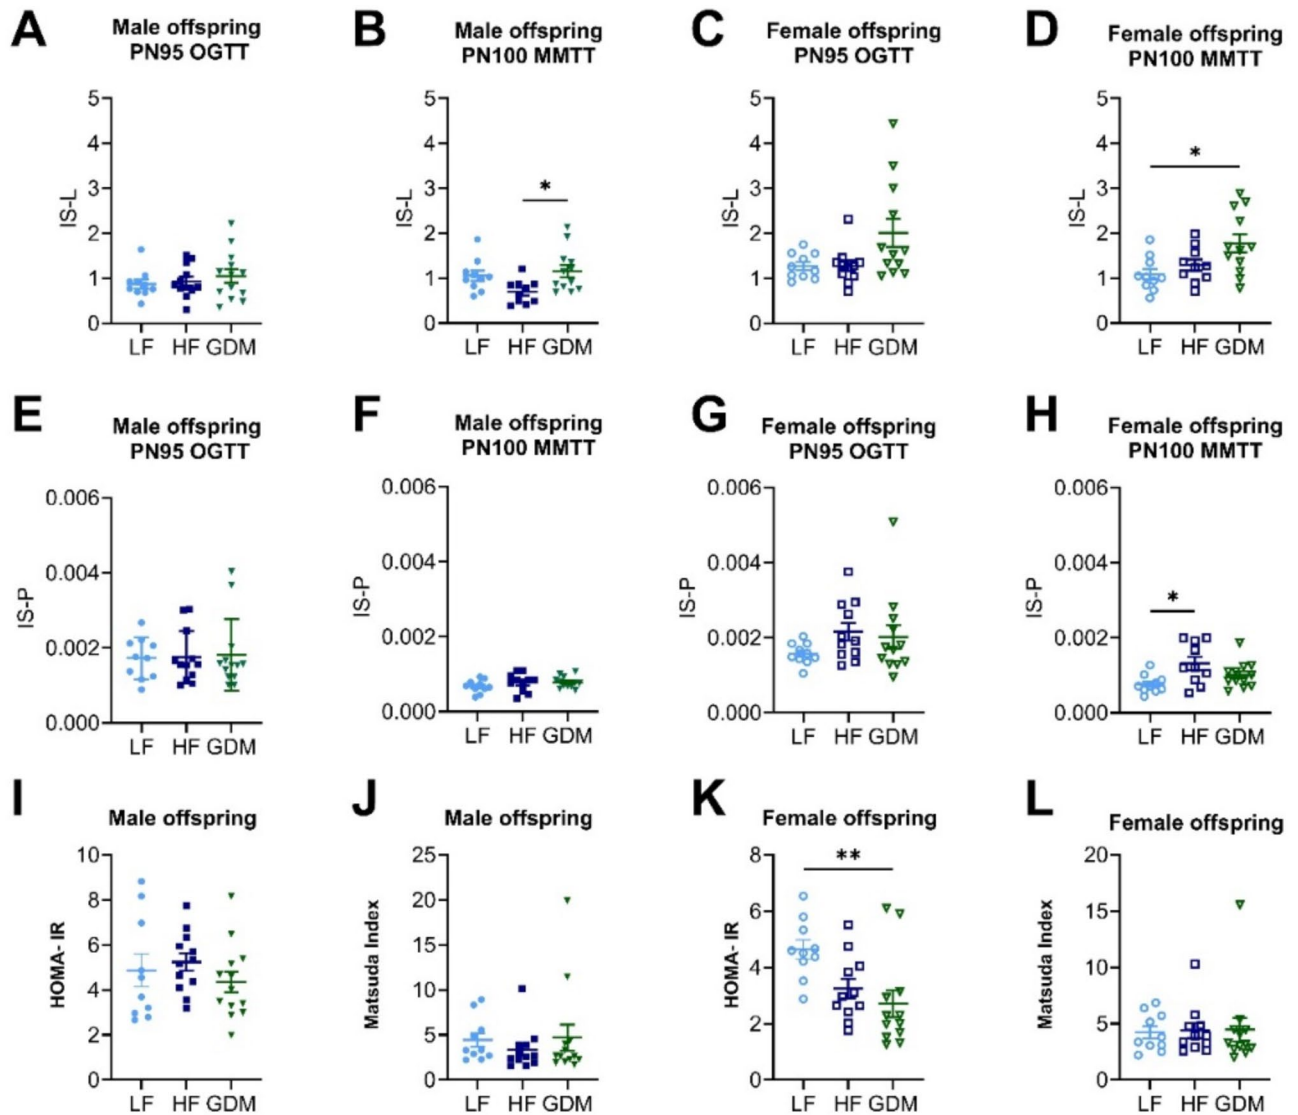 A
Male offspring
PN95 OGTT
B
Male offspring
PN100 MMTT
C
Female offspring
PN95 OGTT
D
Female offspring
PN100 MMTT
5
4
3
2
1
0
IS-L
LF HF GDM
5
4
3
2
1
0
IS-L
*
LF HF GDM
5
4
3
2
1
0
IS-L
LF HF GDM
5
4
3
2
1
0
IS-L
*
LF HF GDM
E
Male offspring
PN95 OGTT
F
Male offspring
PN100 MMTT
G
Female offspring
PN95 OGTT
H
Female offspring
PN100 MMTT
0.006
0.004
0.002
0.000
IS-P
LF HF GDM
0.006
0.004
0.002
0.000
IS-P
LF HF GDM
0.006
0.004
0.002
0.000
IS-P
LF HF GDM
0.006
0.004
0.002
0.000
IS-P
*
LF HF GDM
I
Male offspring
J
Male offspring
K
Female offspring
L
Female offspring
10
8
6
4
2
0
HOMA- IR
LF HF GDM
25
20
15
10
5
0
Matsuda Index
LF HF GDM
8
6
4
2
0
HOMA- IR
**
LF HF GDM
20
15
10
5
0
Matsuda Index
LF HF GDM